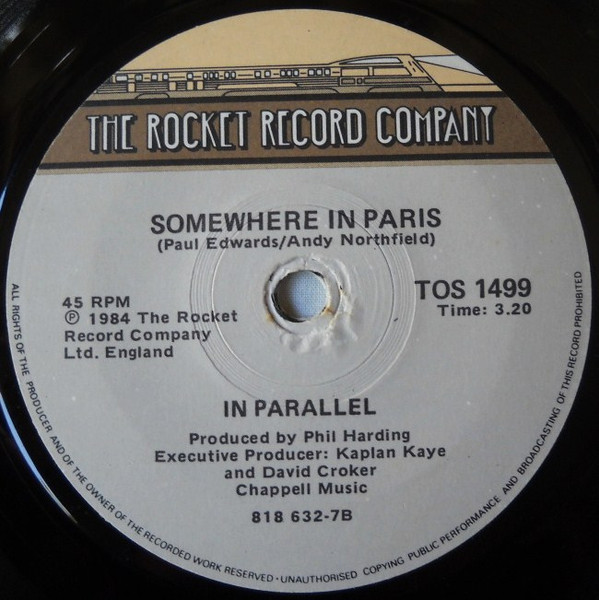 THE ROCKET RECORD COMPANY
SOMEWHERE IN PARIS
(Paul Edwards/Andy Northfield)
45 RPM
℗ 1984 The Rocket
Record Company
Ltd. England
TOS 1499
Time: 3.20
IN PARALLEL
Produced by Phil Harding
Executive Producer: Kaplan Kaye
and David Croker
Chappell Music
818 632-7B
ALL RIGHTS OF THE PRODUCER AND OF THE OWNER OF THE RECORDED WORK RESERVED · UNAUTHORISED COPYING PUBLIC PERFORMANCE AND BROADCASTING OF THIS RECORD PROHIBITED